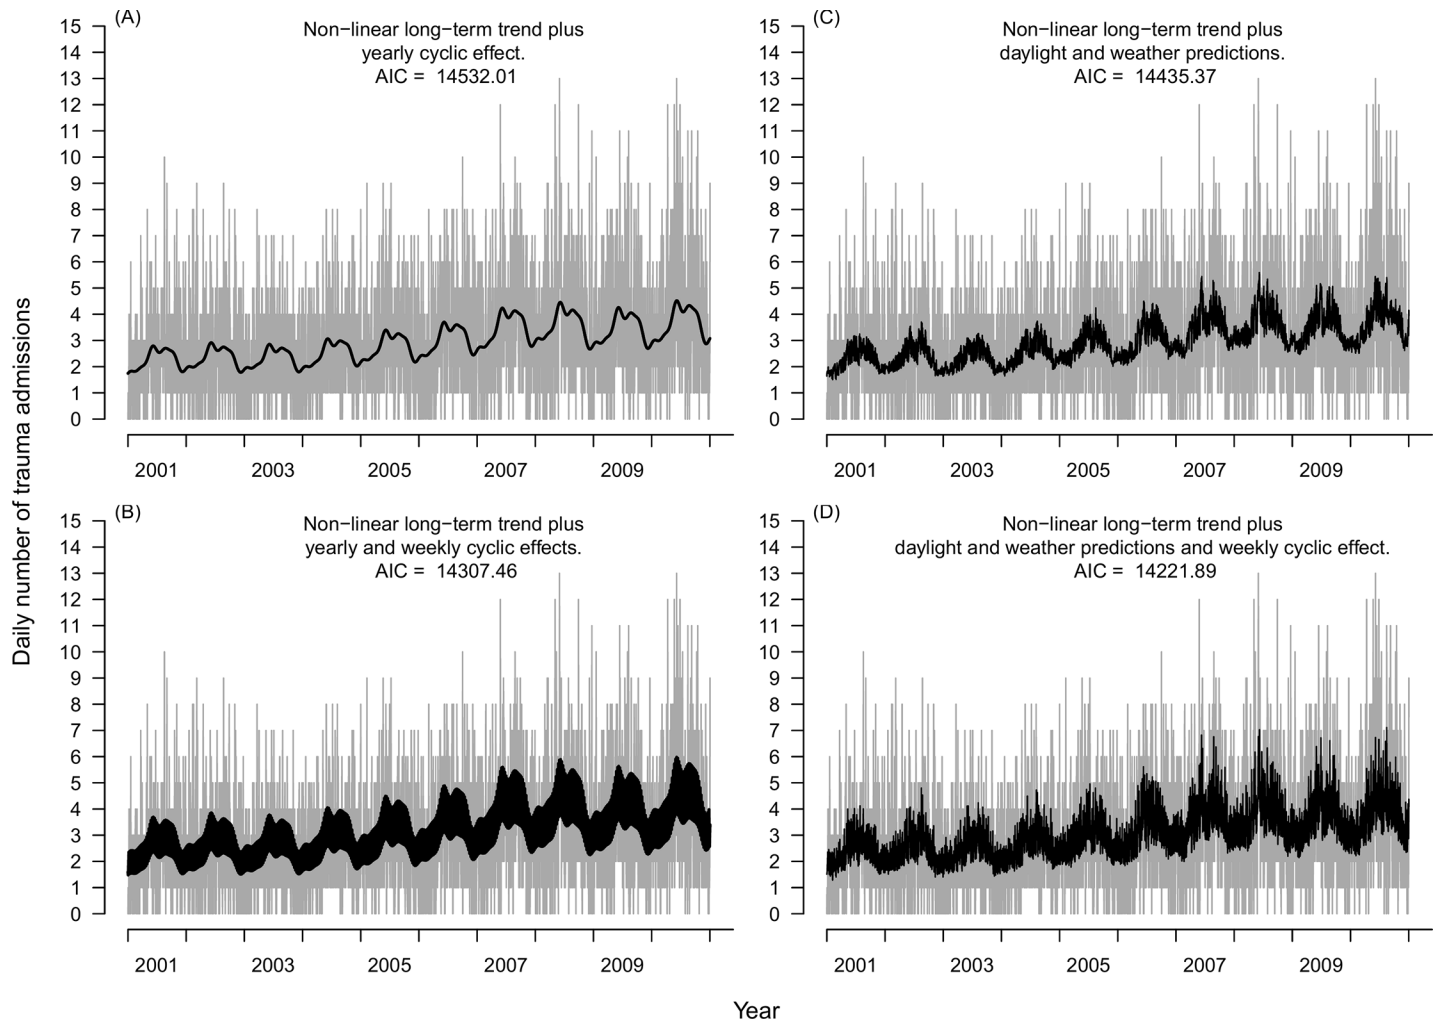 (A)
Non−linear long−term trend plus
yearly cyclic effect.
AIC = 14532.01
15
14
13
12
11
10
9
8
7
6
5
4
3
2
1
0
2001 2003 2005 2007 2009
(C)
Non−linear long−term trend plus
daylight and weather predictions.
AIC = 14435.37
15
14
13
12
11
10
9
8
7
6
5
4
3
2
1
0
2001 2003 2005 2007 2009
Daily number of trauma admissions
(B)
Non−linear long−term trend plus
yearly and weekly cyclic effects.
AIC = 14307.46
15
14
13
12
11
10
9
8
7
6
5
4
3
2
1
0
2001 2003 2005 2007 2009
(D)
Non−linear long−term trend plus
daylight and weather predictions and weekly cyclic effect.
AIC = 14221.89
15
14
13
12
11
10
9
8
7
6
5
4
3
2
1
0
2001 2003 2005 2007 2009
Year